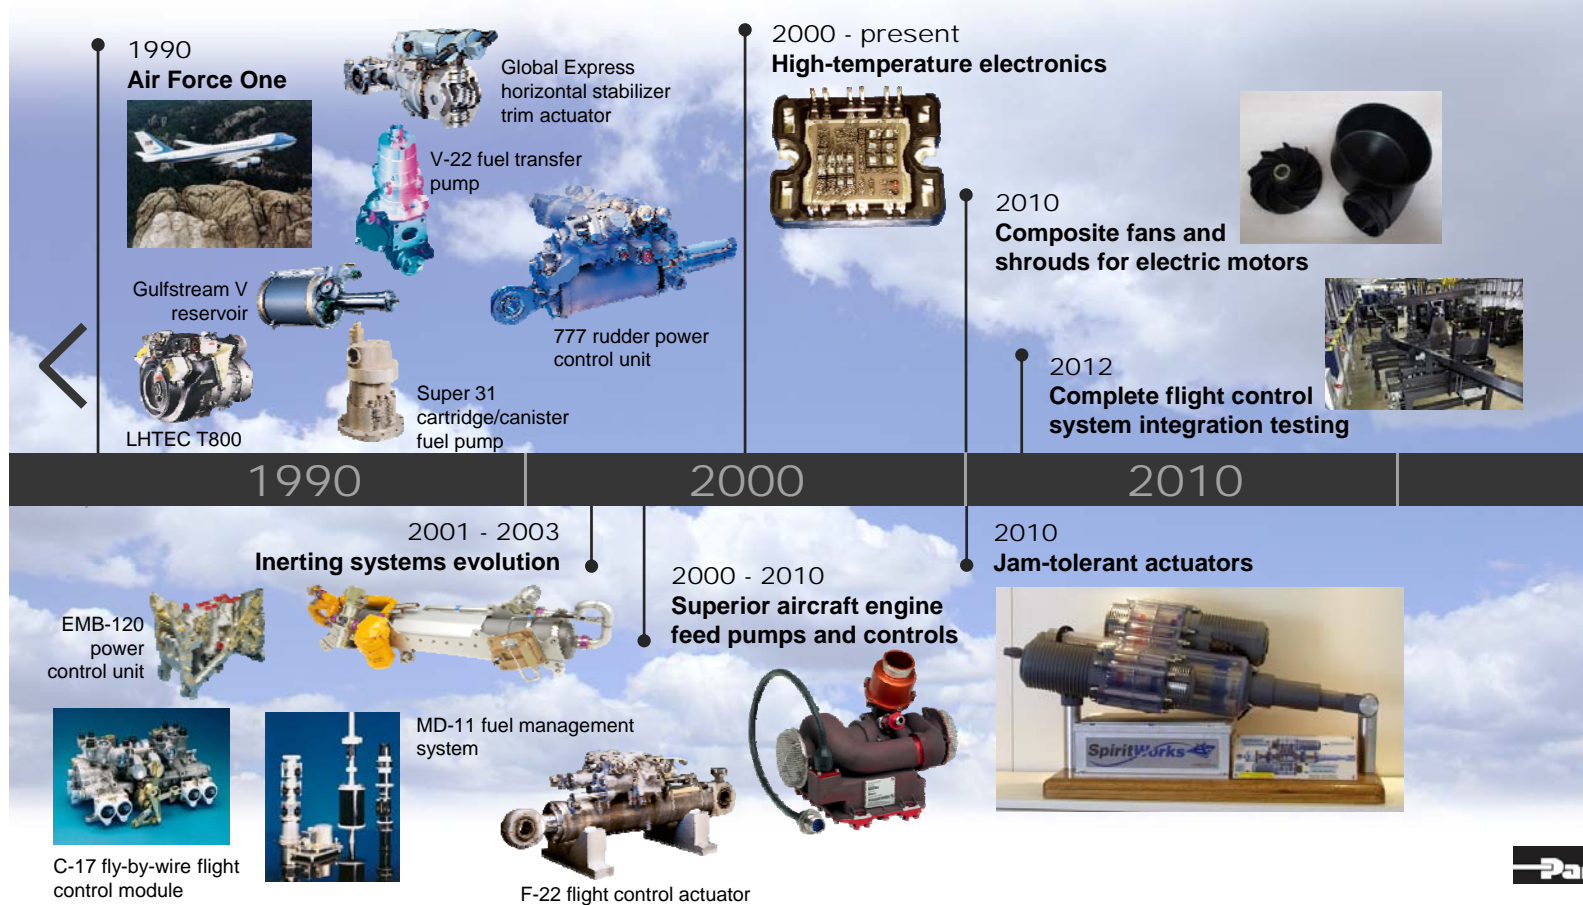 1990
Air Force One
Global Express
horizontal stabilizer
trim actuator
V-22 fuel transfer
pump
Gulfstream V
reservoir
777 rudder power
control unit
Super 31
cartridge/canister
fuel pump
LHTEC T800
2000 - present
High-temperature electronics
2010
Composite fans and
shrouds for electric motors
2012
Complete flight control
system integration testing
1990
2000
2010
2001 - 2003
Inerting systems evolution
EMB-120
power
control unit
2000 - 2010
Superior aircraft engine
feed pumps and controls
2010
Jam-tolerant actuators
SpiritWorks
MD-11 fuel management
system
C-17 fly-by-wire flight
control module
F-22 flight control actuator
Pa